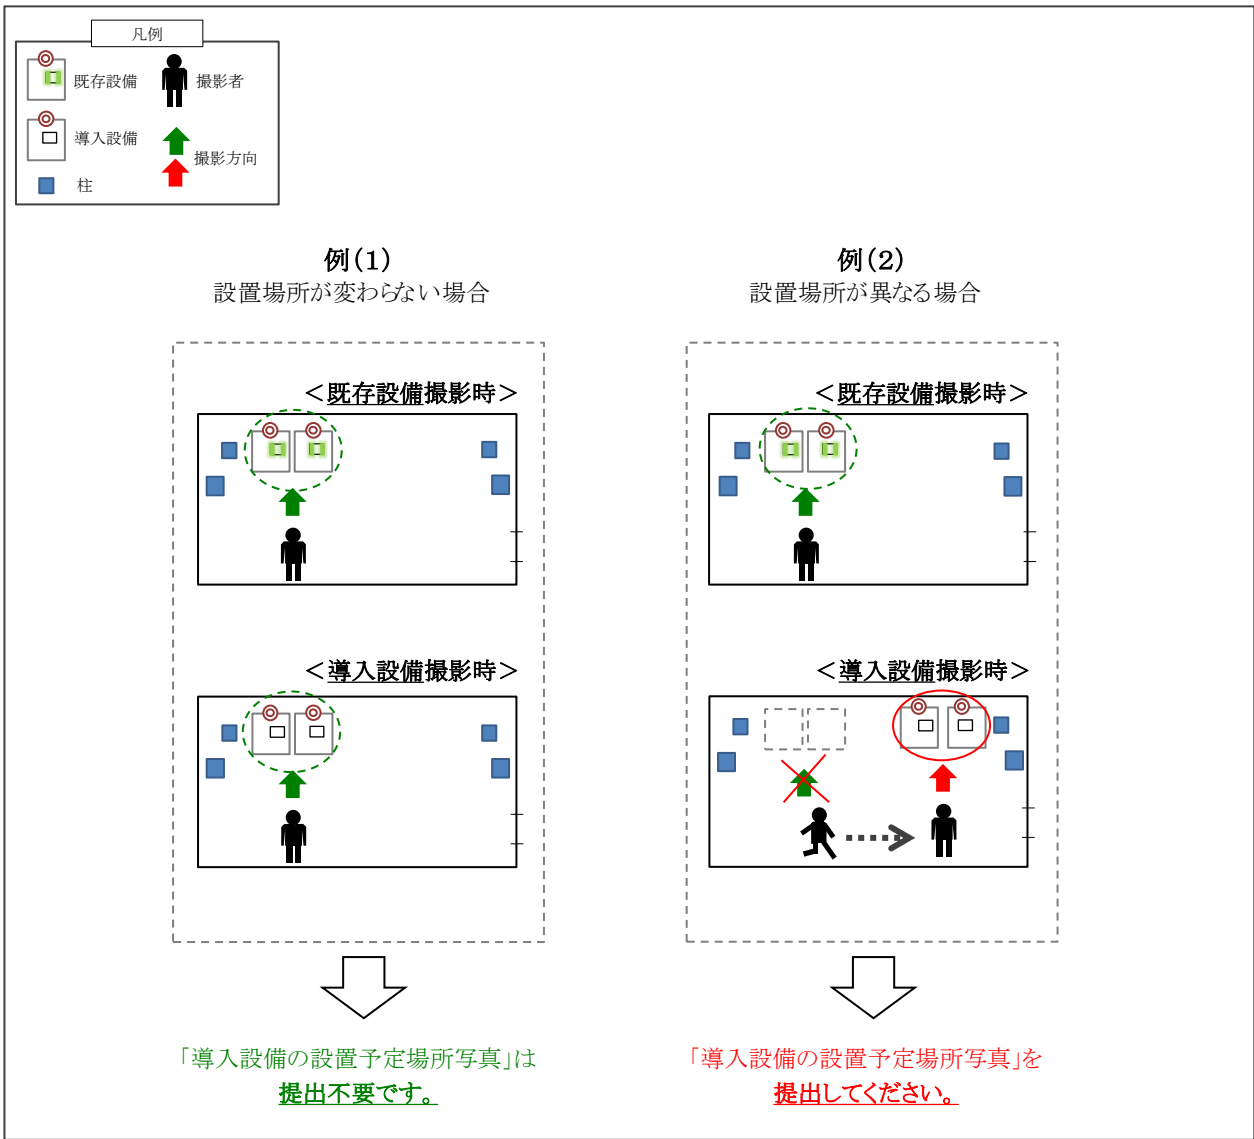 凡例
既存設備
撮影者
導入設備
撮影方向
柱
例(1)
設置場所が変わらない場合
<既存設備撮影時>
<導入設備撮影時>
「導入設備の設置予定場所写真」は
提出不要です。
例(2)
設置場所が異なる場合
<既存設備撮影時>
<導入設備撮影時>
「導入設備の設置予定場所写真」を
提出してください。